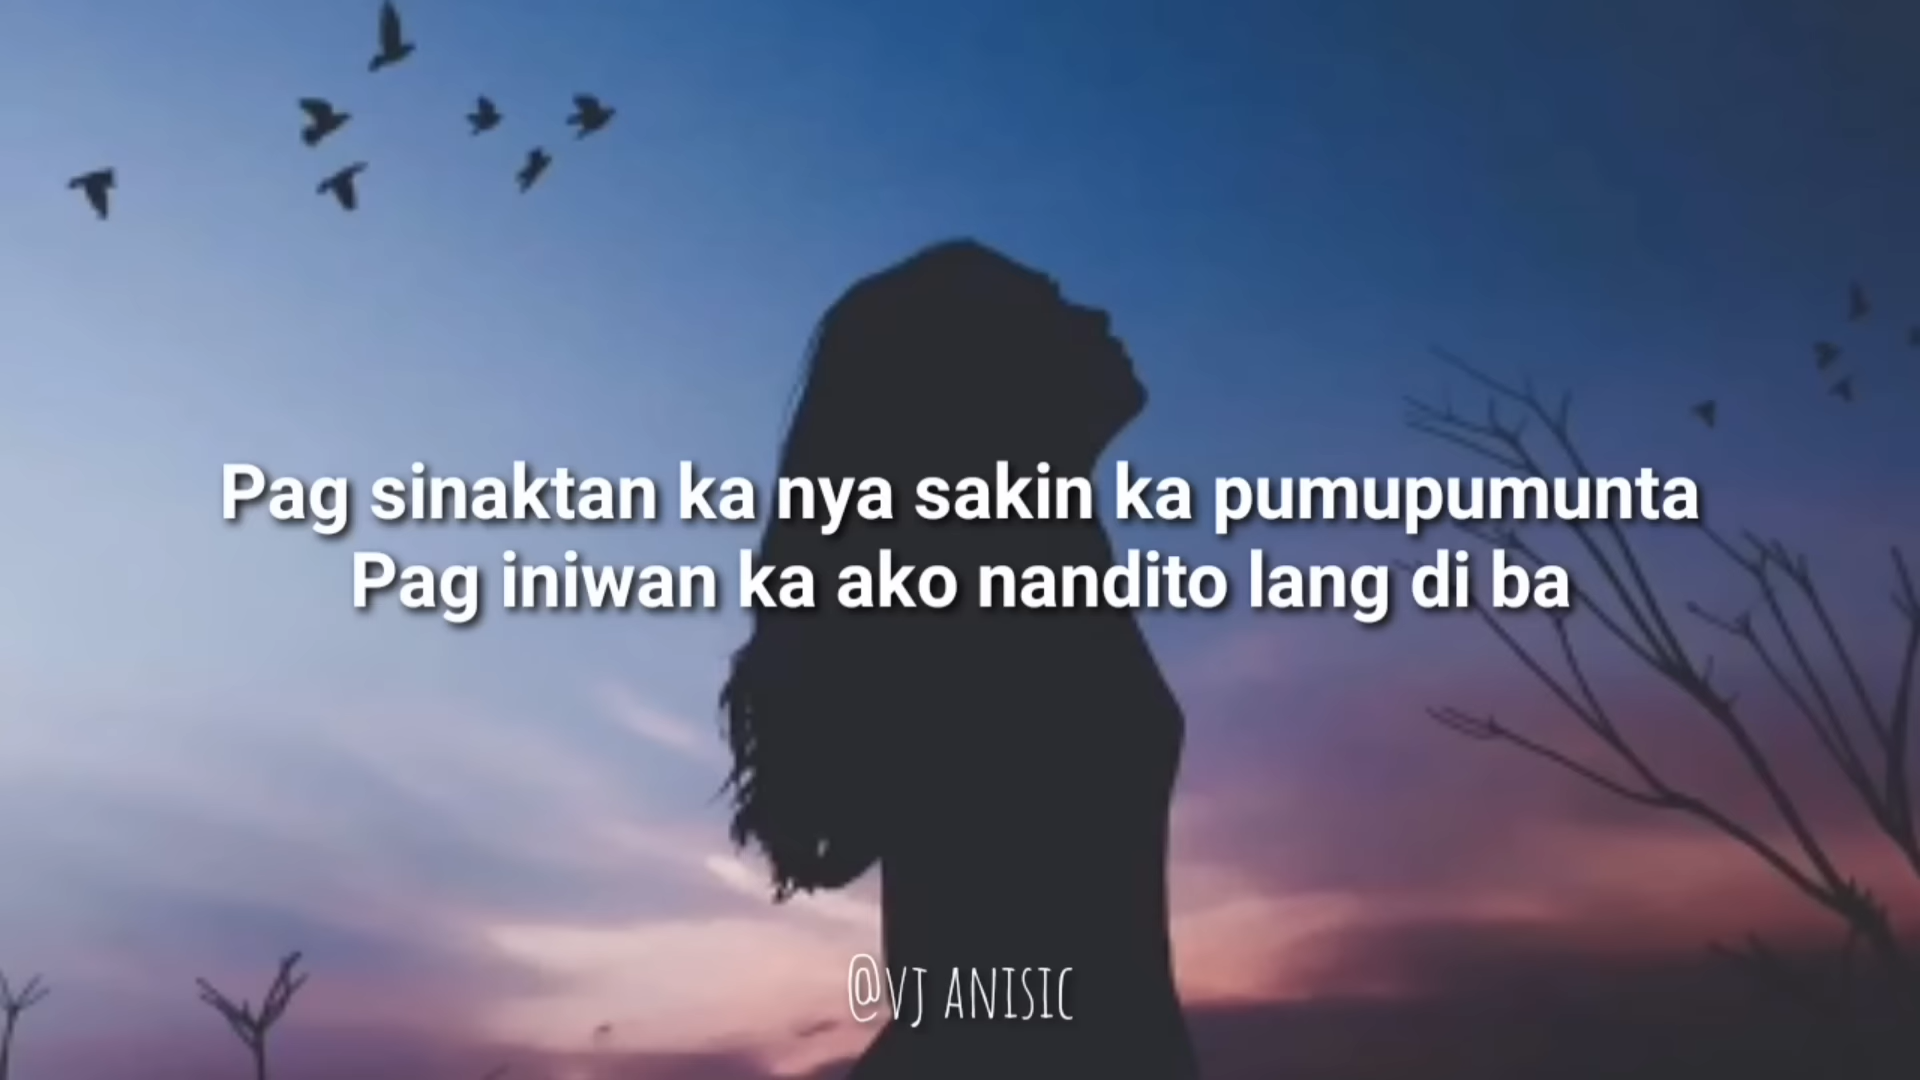 Pag sinaktan ka nya sakin ka pumupumunta
Pag iniwan ka ako nandito lang di ba
@VJ ANISIC